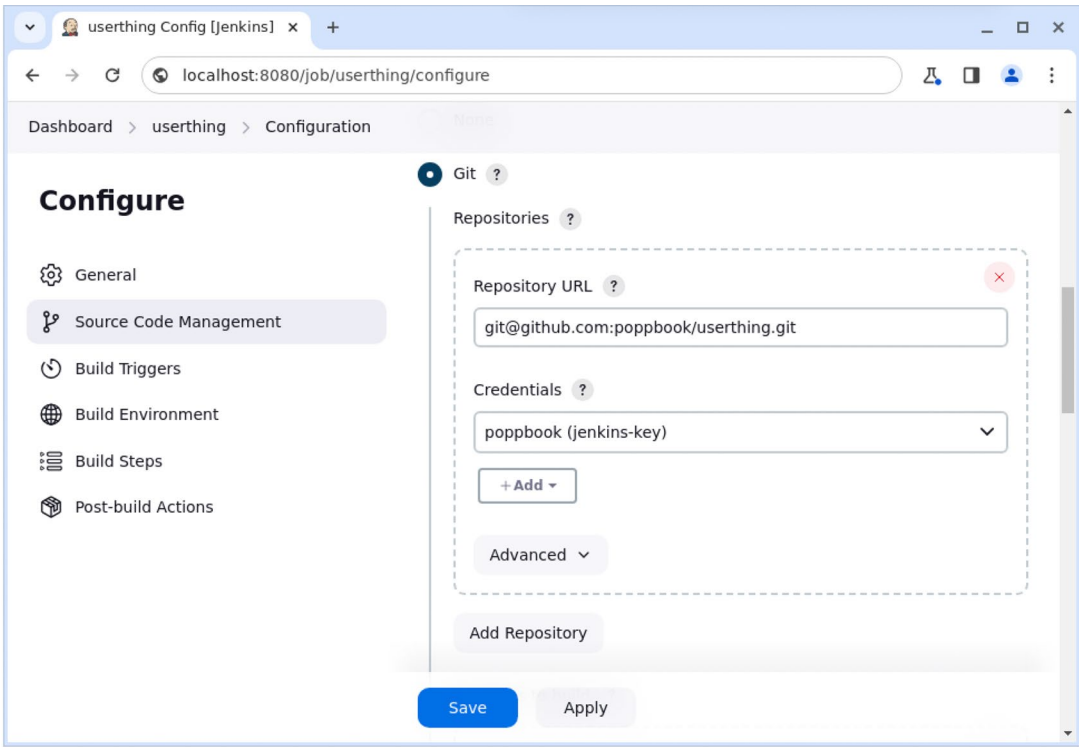 userthing Config [Jenkins]
localhost:8080/job/userthing/configure
Dashboard > userthing > Configuration
None
Configure
General
Source Code Management
Build Triggers
Build Environment
Build Steps
Post-build Actions
Git ?
Repositories ?
Repository URL ?
git@github.com:poppbook/userthing.git
Credentials ?
poppbook (jenkins-key)
+Add
Advanced
Add Repository
Save Apply